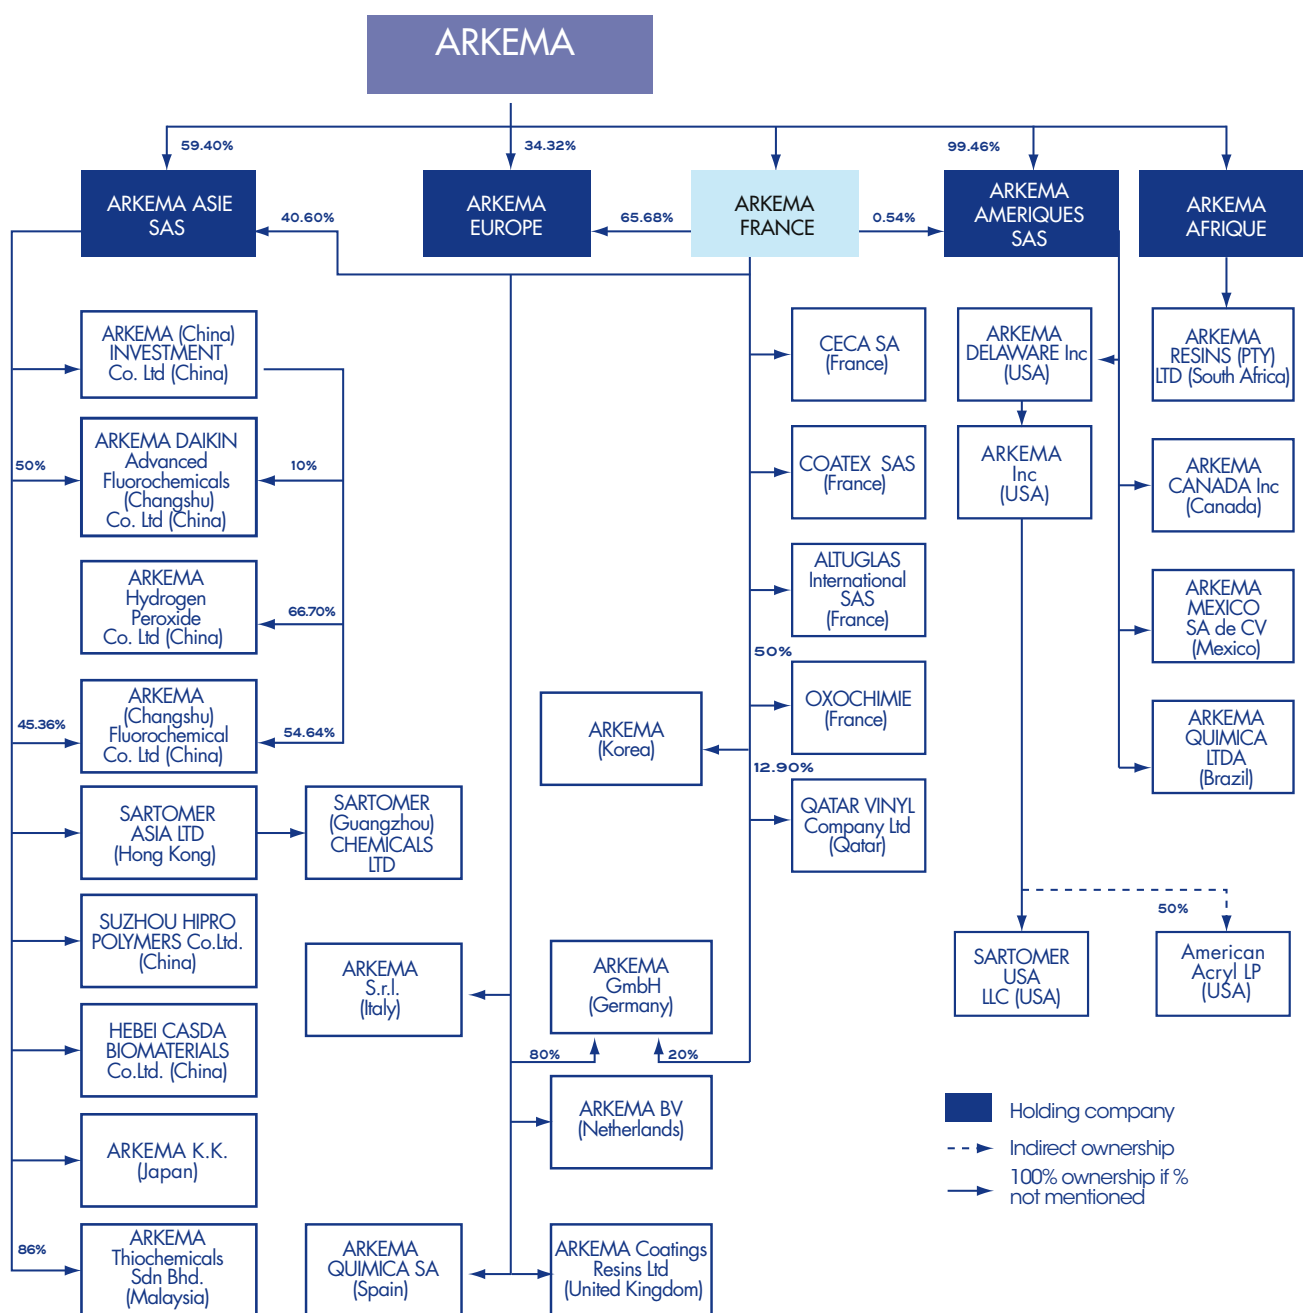 ARKEMA
59.40%
34.32%
99.46%
ARKEMA ASIE
SAS
40.60%
ARKEMA
EUROPE
65.68%
ARKEMA
FRANCE
0.54%
ARKEMA
AMERIQUES
SAS
ARKEMA
AFRIQUE
ARKEMA (China)
INVESTMENT
Co. Ltd (China)
CECA SA
(France)
ARKEMA
DELAWARE Inc
(USA)
ARKEMA
RESINS (PTY)
LTD (South Africa)
50%
ARKEMA DAIKIN
Advanced
Fluorochemicals
(Changshu)
Co. Ltd (China)
10%
COATEX SAS
(France)
ARKEMA
Inc
(USA)
ARKEMA
CANADA Inc
(Canada)
ARKEMA
Hydrogen
Peroxide
Co. Ltd (China)
66.70%
ALTUGLAS
International
SAS
(France)
ARKEMA
MEXICO
SA de CV
(Mexico)
50%
45.36%
ARKEMA
(Changshu)
Fluorochemical
Co. Ltd (China)
54.64%
ARKEMA
(Korea)
OXOCHIMIE
(France)
ARKEMA
QUIMICA
LTDA
(Brazil)
12.90%
SARTOMER
ASIA LTD
(Hong Kong)
SARTOMER
(Guangzhou)
CHEMICALS
LTD
QATAR VINYL
Company Ltd
(Qatar)
50%
SUZHOU HIPRO
POLYMERS Co.Ltd.
(China)
ARKEMA
S.r.l.
(Italy)
ARKEMA
GmbH
(Germany)
SARTOMER
USA
LLC (USA)
American
Acryl LP
(USA)
HEBEI CASDA
BIOMATERIALS
Co.Ltd. (China)
80%
20%
ARKEMA BV
(Netherlands)
ARKEMA K.K.
(Japan)
86%
ARKEMA
Thiochemicals
Sdn Bhd.
(Malaysia)
ARKEMA
QUIMICA SA
(Spain)
ARKEMA Coatings
Resins Ltd
(United Kingdom)
Holding company
Indirect ownership
100% ownership if %
not mentioned